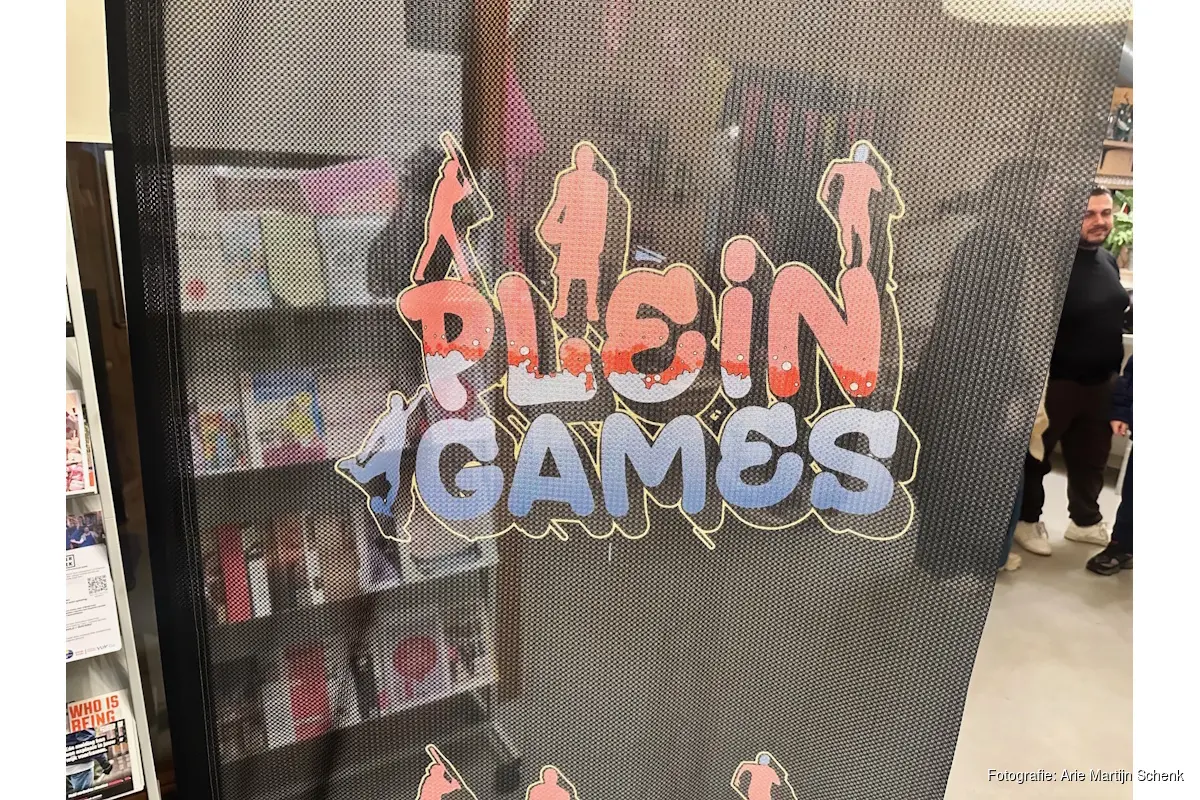 PLEIN
GAMES
WHO IS
BEING
Fotografie: Arie Martijn Schenk